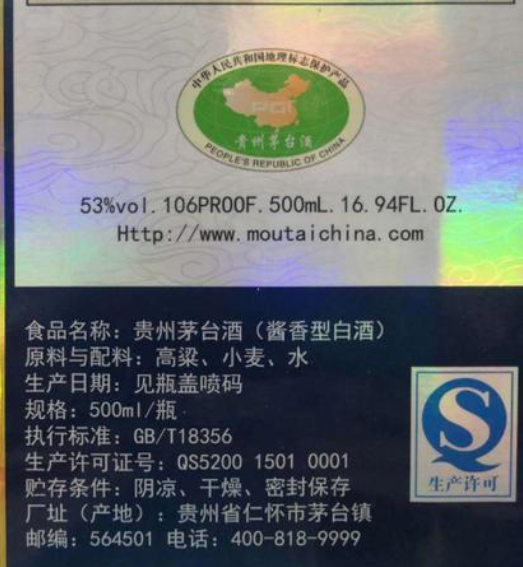 中华人民共和国地理标志保护产品
PGI
贵州茅台酒
PEOPLE'S REPUBLIC OF CHINA
53%vol. 106PROOF. 500mL. 16. 94FL. OZ.
Http://www.moutaichina.com
食品名称：贵州茅台酒（酱香型白酒）
原料与配料：高粱、小麦、水
生产日期：见瓶盖喷码
规格：500ml/瓶
执行标准：GB/T18356
生产许可证号：QS5200 1501 0001
贮存条件：阴凉、干燥、密封保存
厂址（产地）：贵州省仁怀市茅台镇
邮编：564501 电话：400-818-9999
生产许可